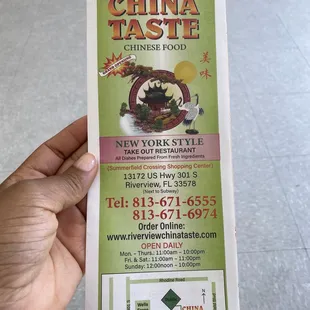 CHINA
TASTE
CHINESE FOOD
美味
NEW YORK STYLE
TAKE OUT RESTAURANT
All Dishes Prepared From Fresh Ingredients
(Summerfield Crossing Shopping Center)
13172 US Hwy 301 S
Riverview, FL 33578
(Next to Subway)
Tel: 813-671-6555
813-671-6974
Order Online:
www.riverviewchinataste.com
OPEN DAILY
Mon. - Thurs.: 11:00am - 10:00pm
Fri. & Sat.: 11:00am - 11:00pm
Sunday: 12:00noon - 10:00pm
Wells
N
CHINA